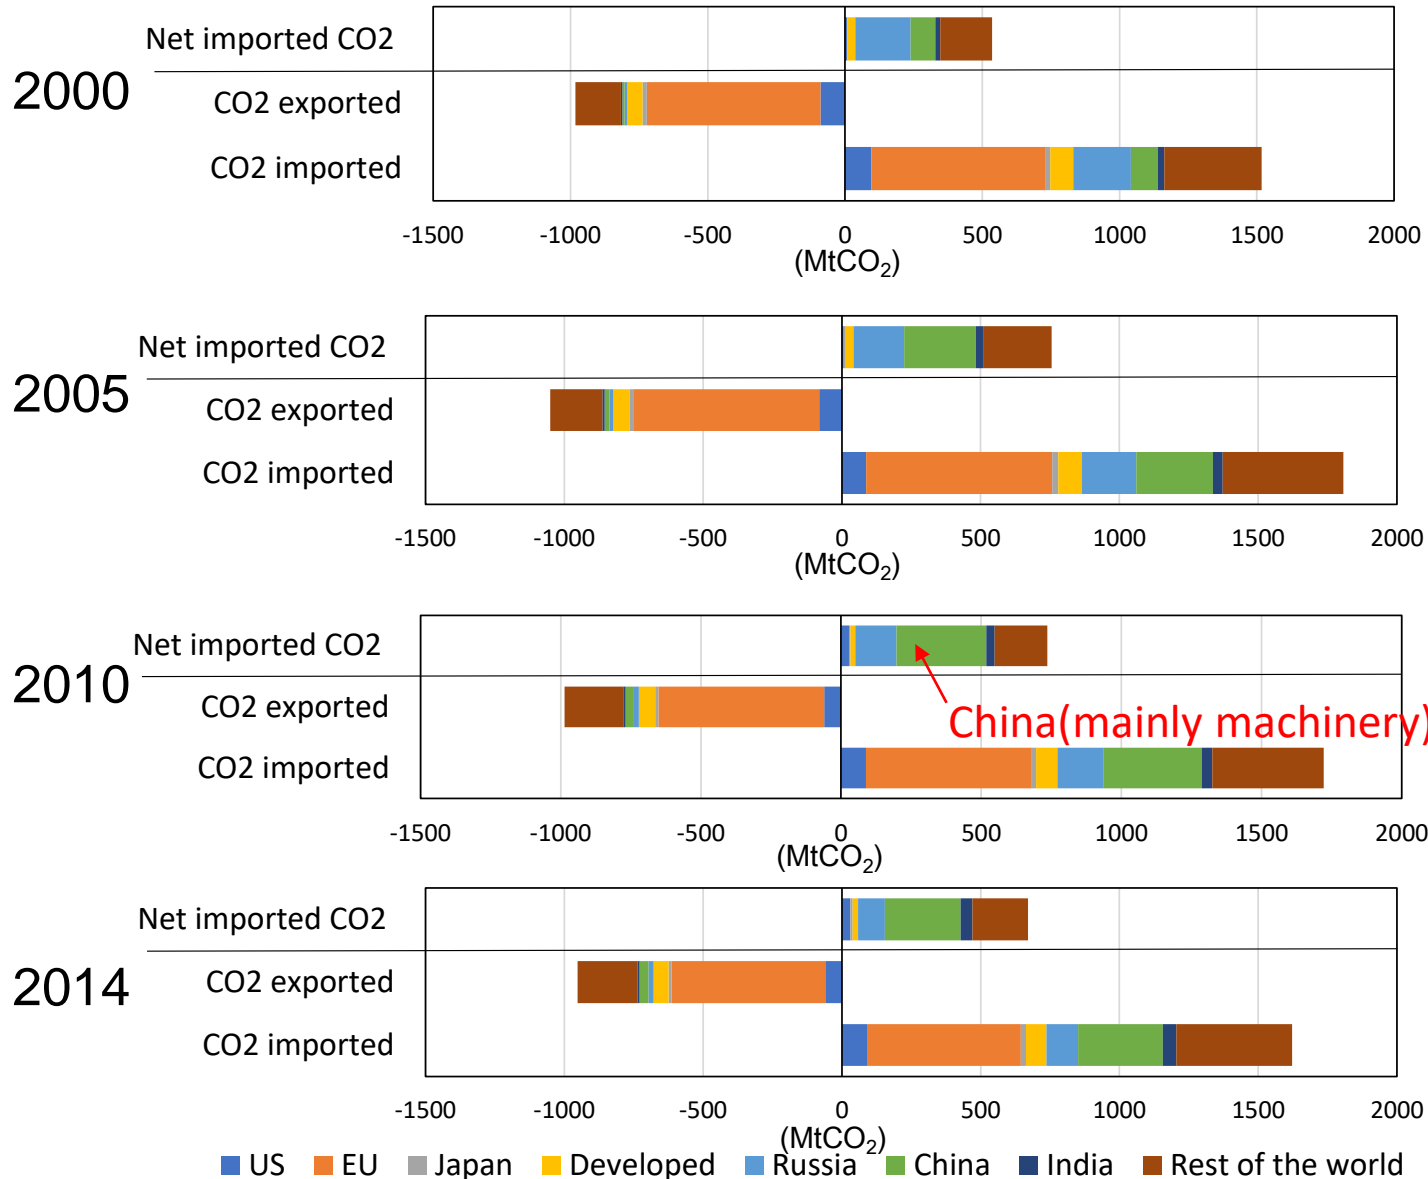 Net imported CO2
2000
CO2 exported
CO2 imported
-1500 -1000 -500 0 500 1000 1500 2000
(MtCO₂)
Net imported CO2
2005
CO2 exported
CO2 imported
-1500 -1000 -500 0 500 1000 1500 2000
(MtCO₂)
Net imported CO2
2010
CO2 exported
China(mainly machinery)
CO2 imported
-1500 -1000 -500 0 500 1000 1500 2000
(MtCO₂)
Net imported CO2
2014
CO2 exported
CO2 imported
-1500 -1000 -500 0 500 1000 1500 2000
(MtCO₂)
US EU Japan Developed Russia China India Rest of the world